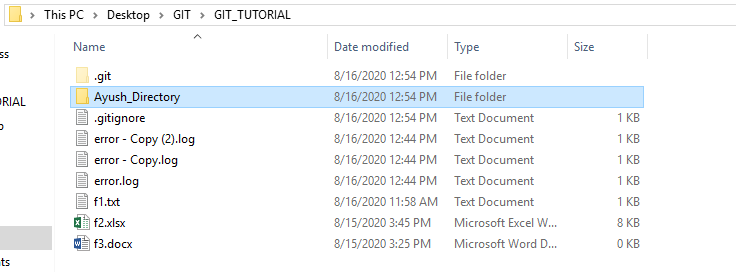 This PC > Desktop > GIT > GIT_TUTORIAL
Name Date modified Type Size
ss
.git 8/16/2020 12:54 PM File folder
RIAL Ayush_Directory 8/16/2020 12:54 PM File folder
.gitignore 8/16/2020 12:54 PM Text Document 1 KB
o
error - Copy (2).log 8/16/2020 12:44 PM Text Document 1 KB
error - Copy.log 8/16/2020 12:44 PM Text Document 1 KB
error.log 8/16/2020 12:44 PM Text Document 1 KB
f1.txt 8/16/2020 11:58 AM Text Document 1 KB
f2.xlsx 8/15/2020 3:45 PM Microsoft Excel W... 8 KB
f3.docx 8/15/2020 3:25 PM Microsoft Word D... 0 KB
nts